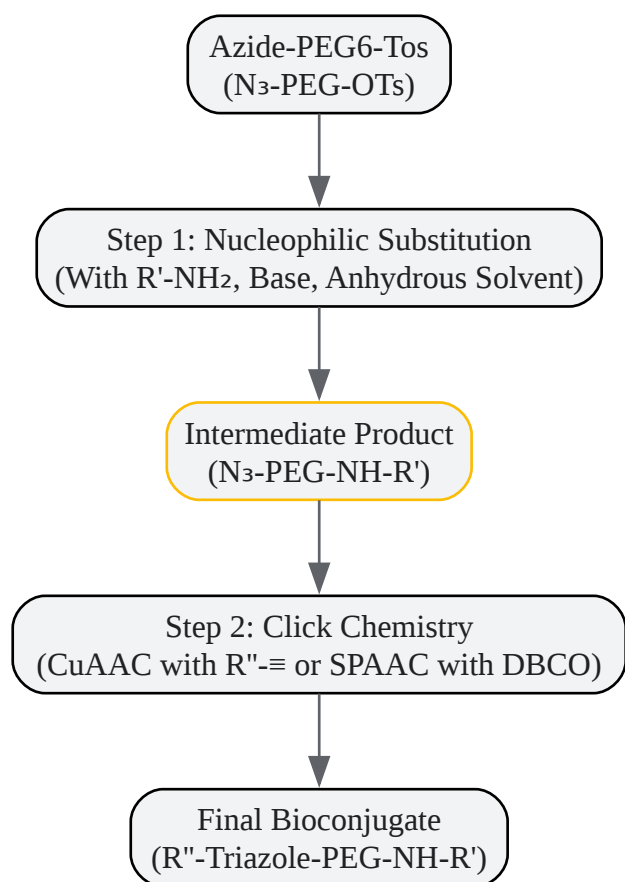 Azide-PEG6-Tos
(N₃-PEG-OTs)
Step 1: Nucleophilic Substitution
(With R'-NH₂, Base, Anhydrous Solvent)
Intermediate Product
(N₃-PEG-NH-R')
Step 2: Click Chemistry
(CuAAC with R"-≡ or SPAAC with DBCO)
Final Bioconjugate
(R"-Triazole-PEG-NH-R')